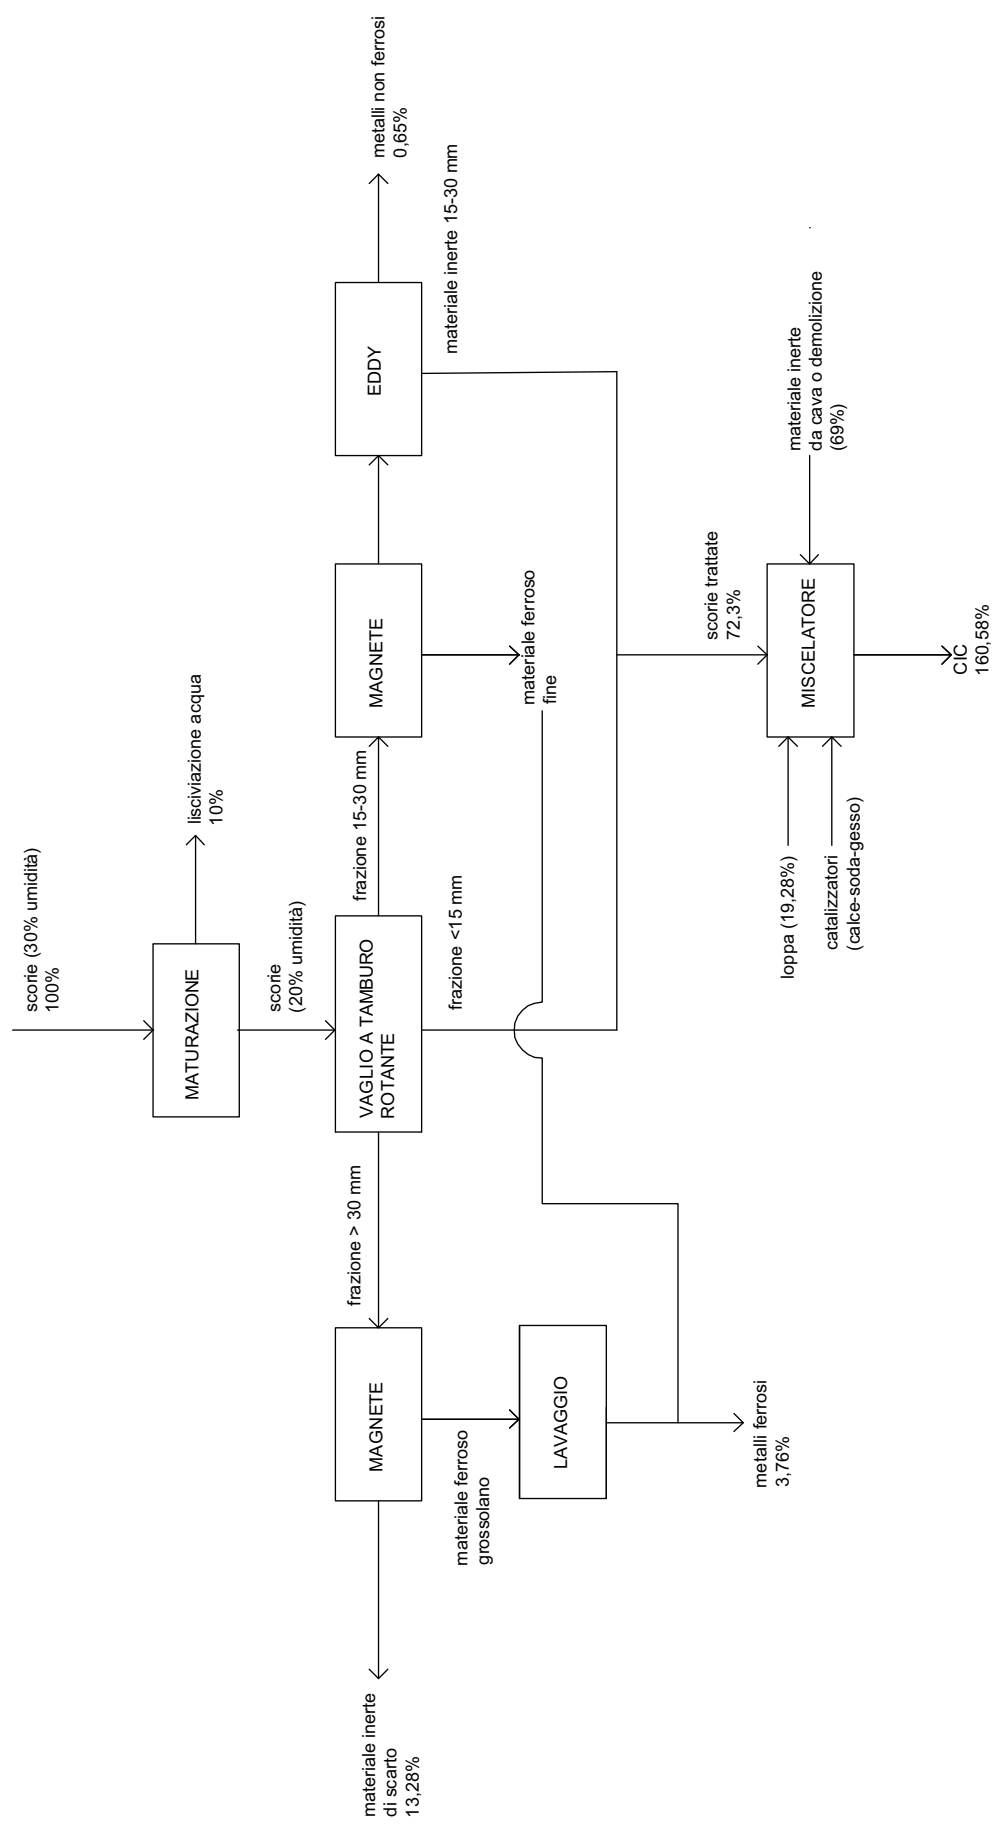 scorie (30% umidità)
100%
MATURAZIONE
lisciviazione acqua
10%
scorie
(20% umidità)
VAGLIO A TAMBURO
ROTANTE
frazione > 30 mm
frazione 15-30 mm
frazione <15 mm
MAGNETE
materiale inerte
di scarto
13,28%
materiale ferroso
grossolano
LAVAGGIO
metalli ferrosi
3,76%
MAGNETE
materiale ferroso
fine
EDDY
metalli non ferrosi
0,65%
materiale inerte 15-30 mm
scorie trattate
72,3%
MISCELATORE
loppa (19,28%)
catalizzatori
(calce-soda-gesso)
materiale inerte
da cava o demolizione
(69%)
CIC
160,58%